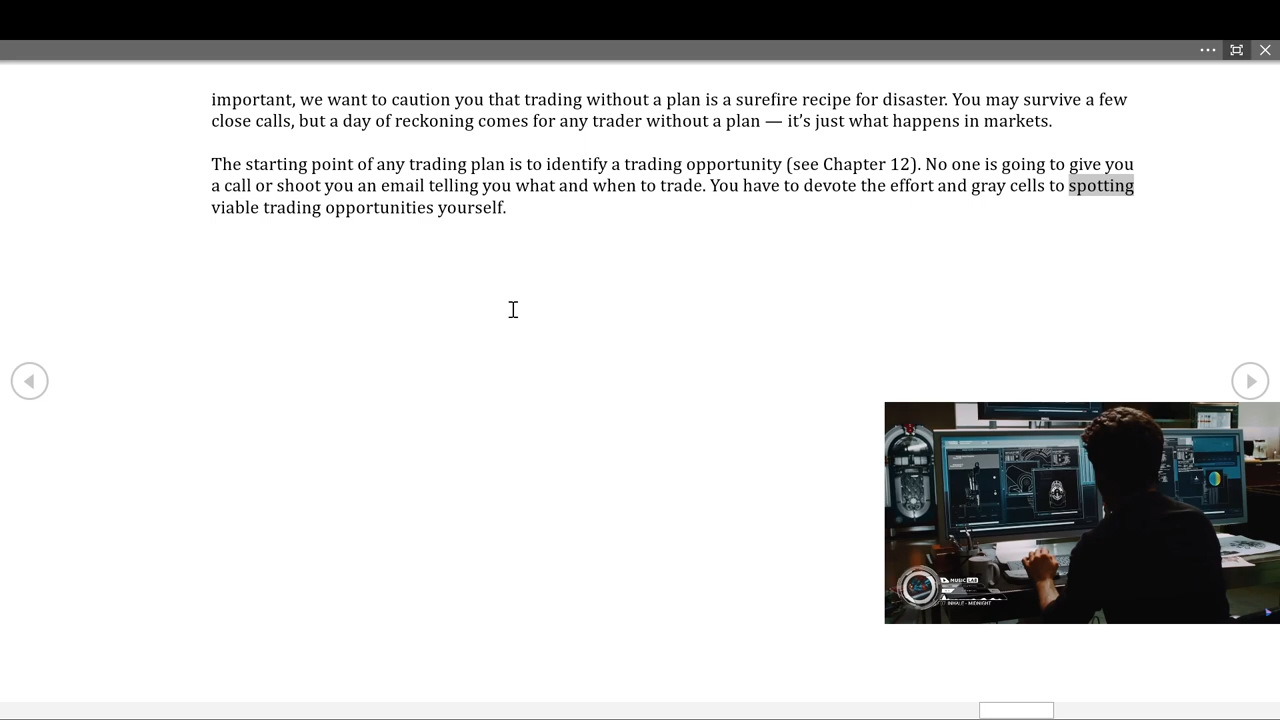 important, we want to caution you that trading without a plan is a surefire recipe for disaster. You may survive a few
close calls, but a day of reckoning comes for any trader without a plan — it’s just what happens in markets.
The starting point of any trading plan is to identify a trading opportunity (see Chapter 12). No one is going to give you
a call or shoot you an email telling you what and when to trade. You have to devote the effort and gray cells to spotting
viable trading opportunities yourself.
MUSIC LAB
INHALE - MIDNIGHT